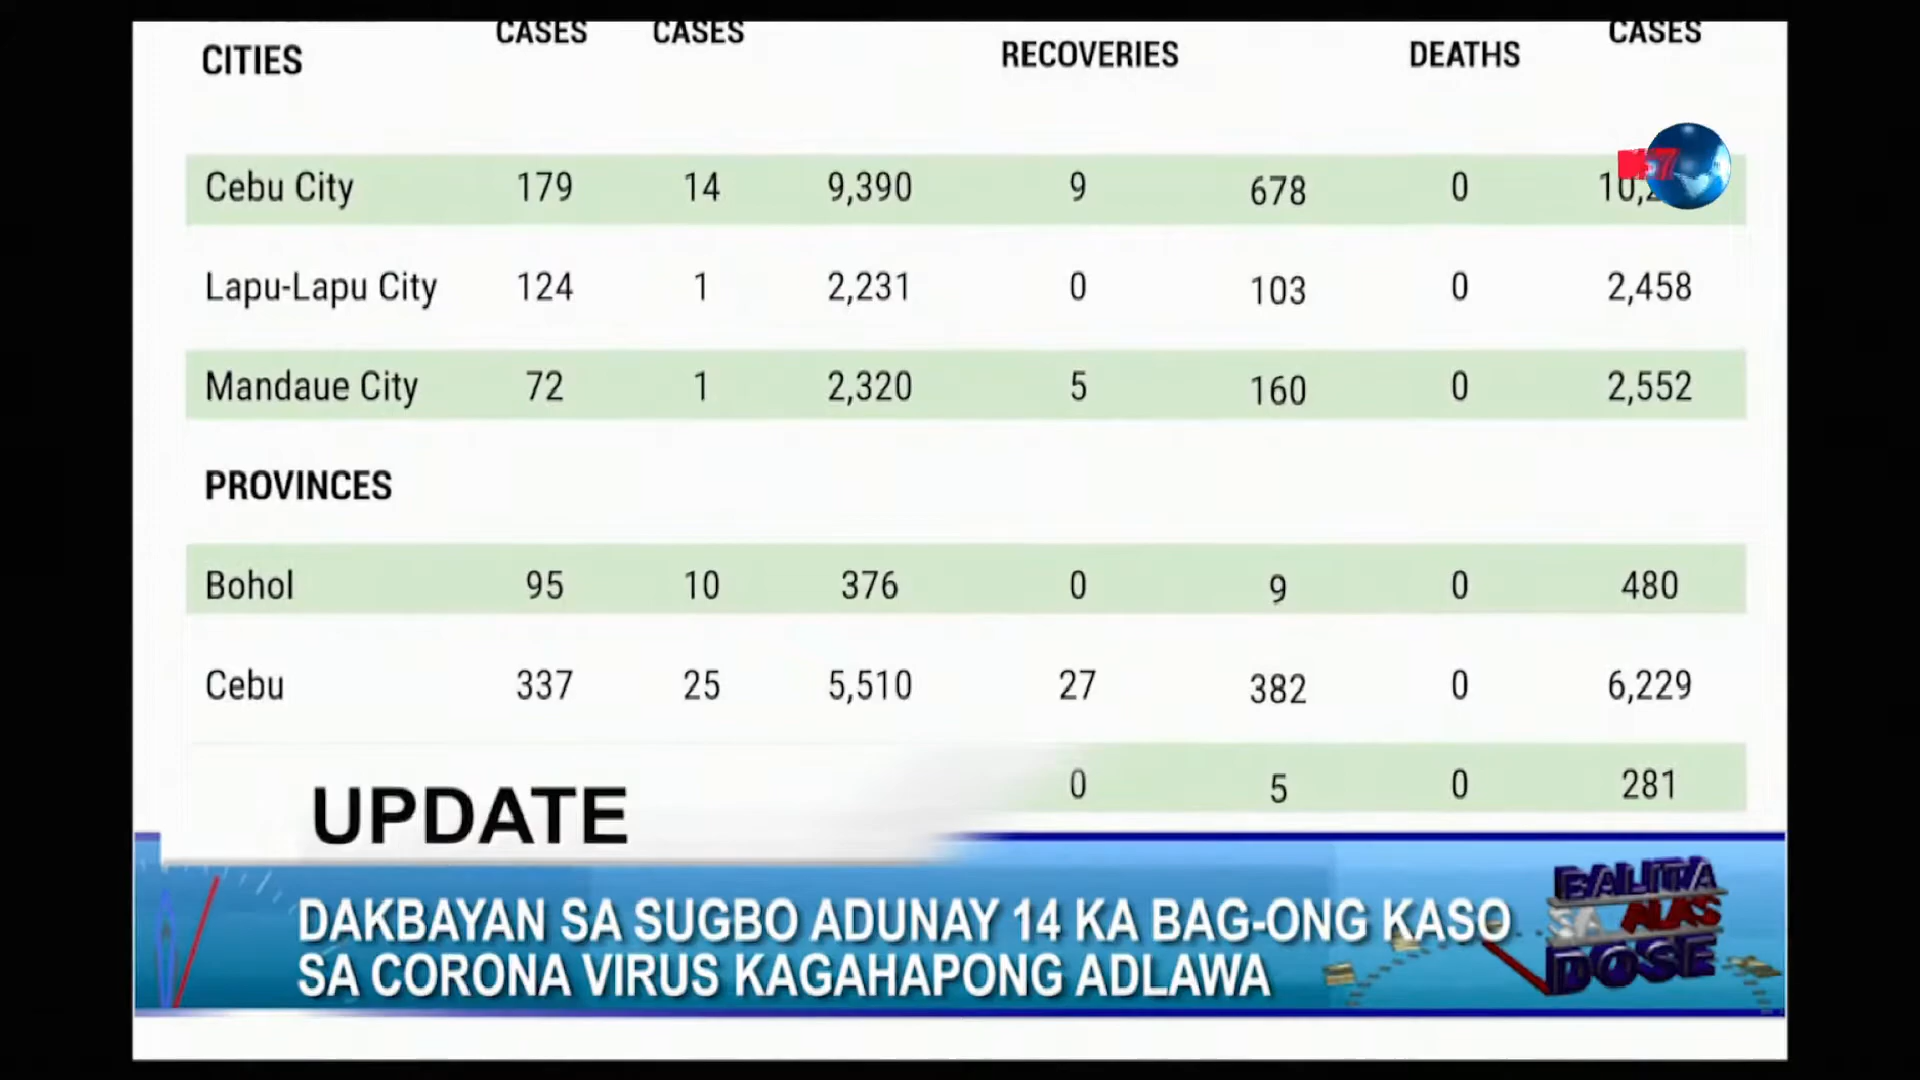 CASES CASES CASES
CITIES RECOVERIES DEATHS
Cebu City 179 14 9,390 9 678 0
Lapu-Lapu City 124 1 2,231 0 103 0 2,458
Mandaue City 72 1 2,320 5 160 0 2,552
PROVINCES
Bohol 95 10 376 0 9 0 480
Cebu 337 25 5,510 27 382 0 6,229
0 5 0 281
UPDATE
DAKBAYAN SA SUGBO ADUNAY 14 KA BAG-ONG KASO
SA CORONA VIRUS KAGAHAPONG ADLAWA
BALITA
SA ALAS
DOSE